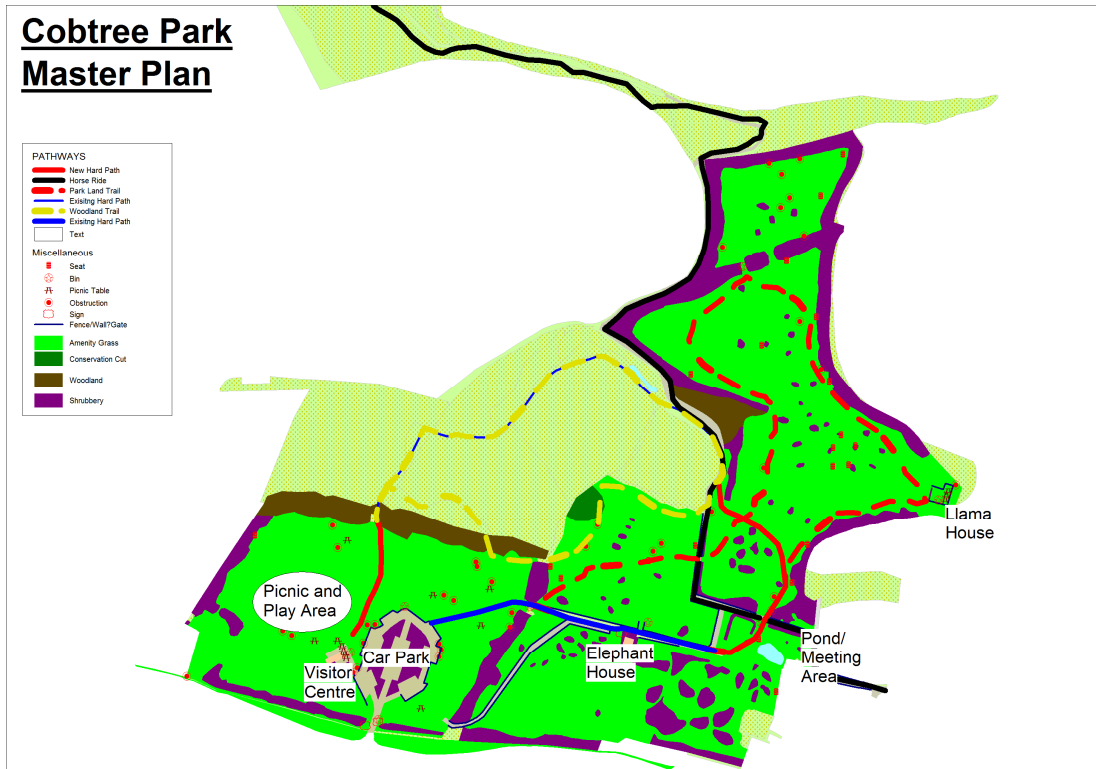 Cobtree Park
Master Plan
PATHWAYS
New Hard Path
Horse Ride
Park Land Trail
Exisitng Hard Path
Woodland Trail
Exisitng Hard Path
Text
Miscellaneous
Seat
Bin
Picnic Table
Obstruction
Sign
Fence/Wall?Gate
Amenity Grass
Conservation Cut
Woodland
Shrubbery
Llama
House
Picnic and
Play Area
Car Park
Visitor
Centre
Elephant
House
Pond/
Meeting
Area